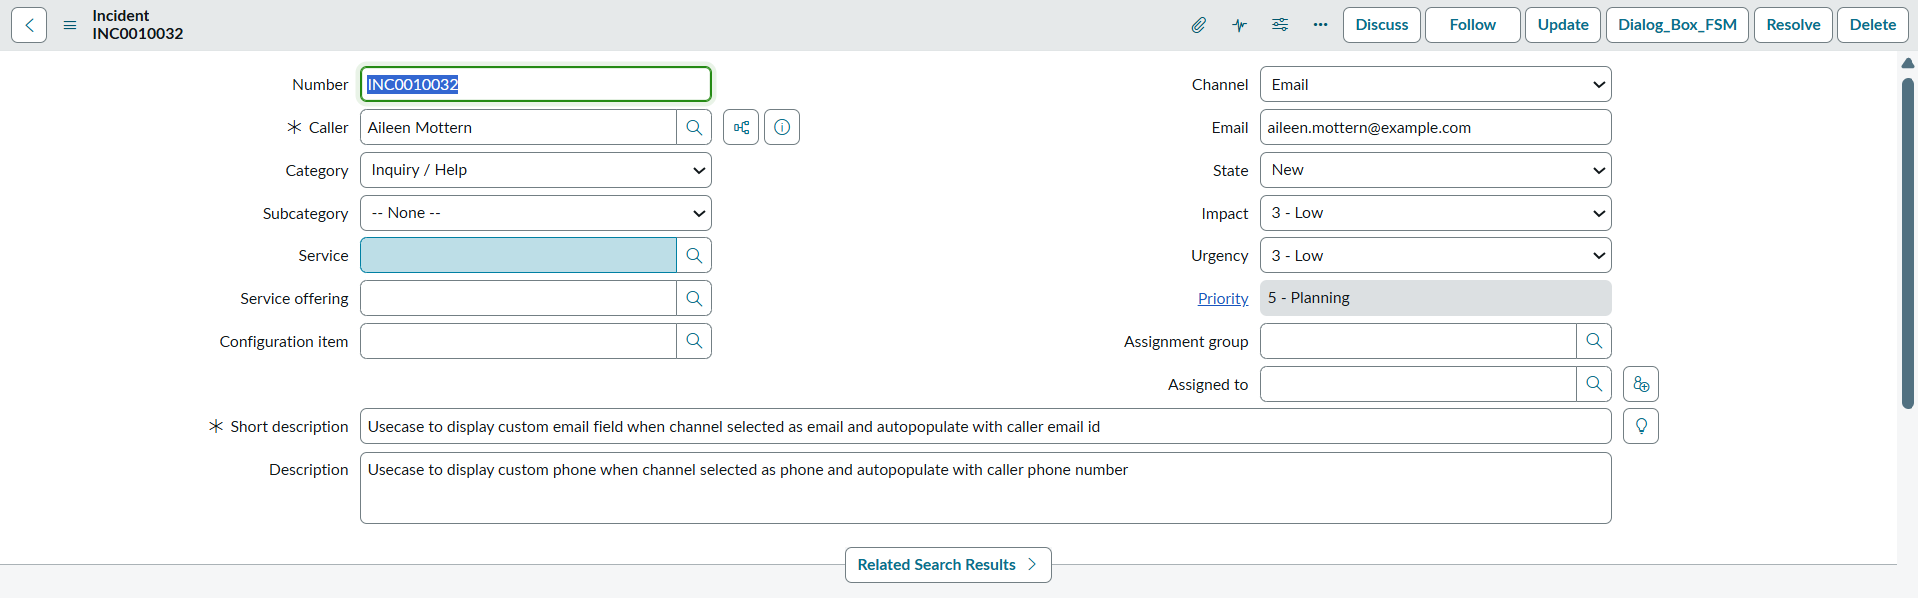 Incident
INC0010032
Discuss
Follow
Update
Dialog_Box_FSM
Resolve
Delete
Number INC0010032
Channel Email
Caller Aileen Mottern
Email aileen.mottern@example.com
Category Inquiry / Help
State New
Subcategory -- None --
Impact 3 - Low
Service
Urgency 3 - Low
Service offering
Priority 5 - Planning
Configuration item
Assignment group
Assigned to
Short description Usecase to display custom email field when channel selected as email and autopopulate with caller email id
Description Usecase to display custom phone when channel selected as phone and autopopulate with caller phone number
Related Search Results